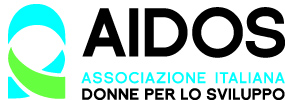 AIDOS
ASSOCIAZIONE ITALIANA
DONNE PER LO SVILUPPO